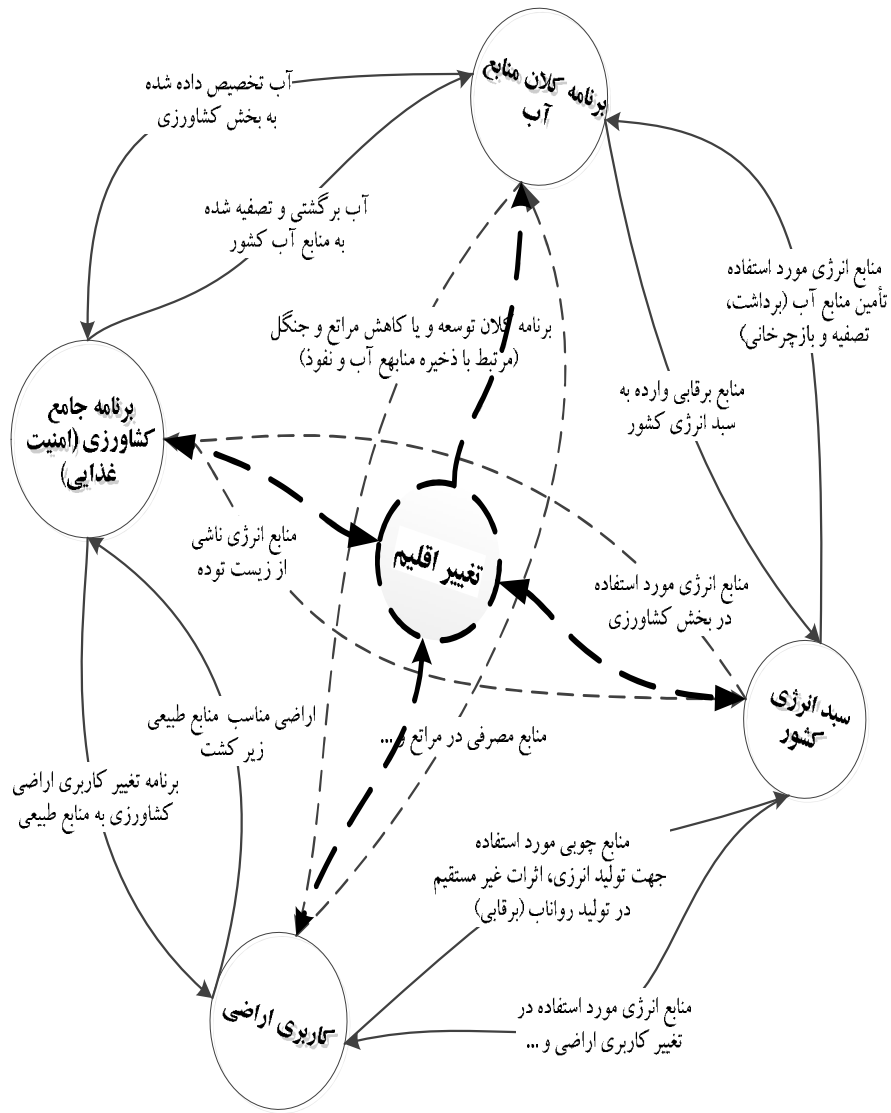 برنامه کلان منابع
آب
آب تخصیص داده شده
به بخش کشاورزی
آب برگشتی و تصفیه شده
به منابع آب کشور
منابع انرژی مورد استفاده
تأمین منابع آب (برداشت،
تصفیه و بازچرخانی)
برنامه کلان توسعه و یا کاهش مراتع و جنگل
(مرتبط با ذخیره منابهع آب و نفوذ)
منابع برقابی وارده به
سبد انرژی کشور
برنامه جامع
کشاورزی (امنیت
غذایی)
منابع انرژی ناشی
از زیست توده
تغییر اقلیم
منابع انرژی مورد استفاده
در بخش کشاورزی
سبد انرژی
کشور
اراضی مناسب منابع طبیعی
زیر کشت
منابع مصرفی در مراتع و...
برنامه تغییر کاربری اراضی
کشاورزی به منابع طبیعی
منابع چوبی مورد استفاده
جهت تولید انرزی، اثرات غیر مستقیم
در تولید رواناب (برقابی)
کاربری اراضی
منابع انرژی مورد استفاده در
تغییر کاربری اراضی و ...